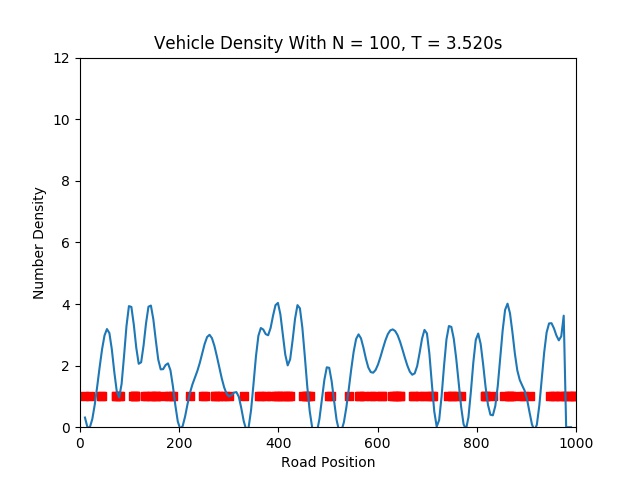 Vehicle Density With N = 100, T = 3.520s
12
10
8
6
4
2
0
Number Density
0 200 400 600 800 1000
Road Position